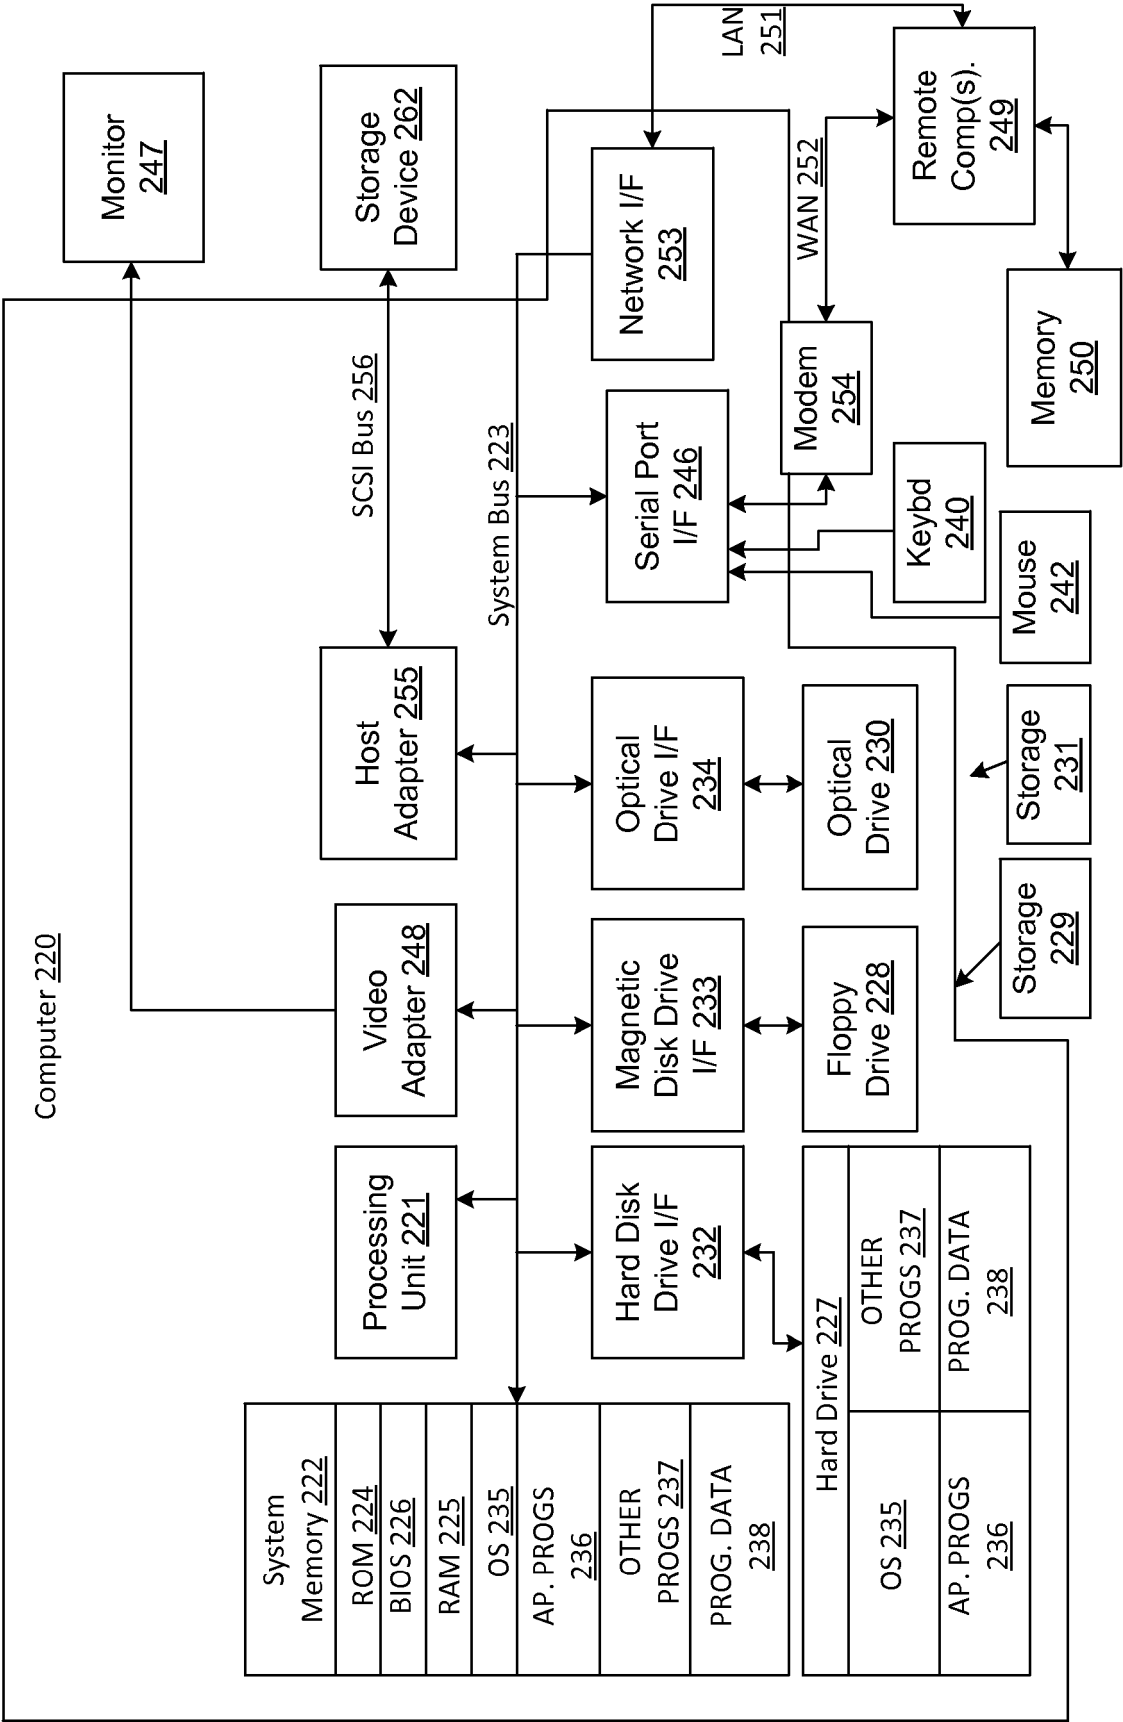 Computer 220
Monitor
247
System
Memory 222
ROM 224
BIOS 226
RAM 225
OS 235
AP. PROGS
236
OTHER
PROGS 237
PROG. DATA
238
Processing
Unit 221
Video
Adapter 248
Host
Adapter 255
SCSI Bus 256
Storage
Device 262
System Bus 223
Hard Disk
Drive I/F
232
Magnetic
Disk Drive
I/F 233
Optical
Drive I/F
234
Serial Port
I/F 246
Network I/F
253
LAN
251
Hard Drive 227
OS 235
OTHER
PROGS 237
AP. PROGS
236
PROG. DATA
238
Floppy
Drive 228
Optical
Drive 230
Modem
254
WAN 252
Remote
Comp(s).
249
Storage
229
Storage
231
Mouse
242
Keybd
240
Memory
250